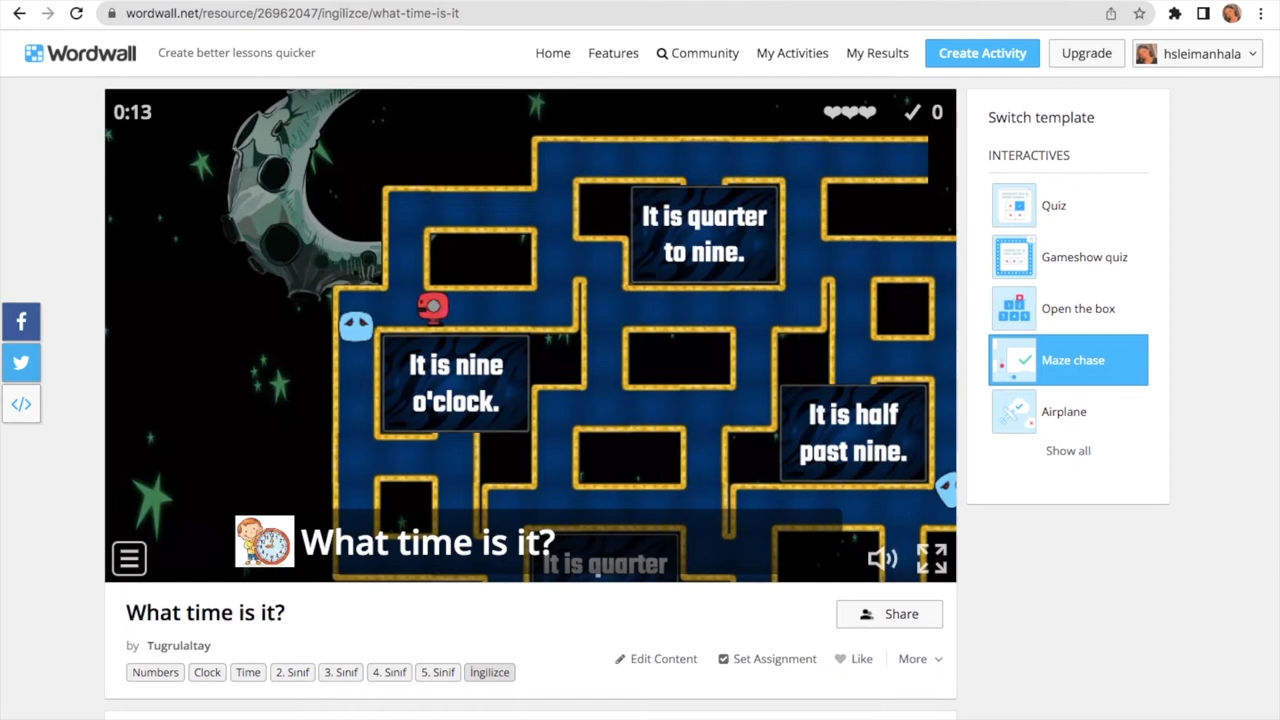 wordwall.net/resource/26962047/ingilizce/what-time-is-it
Wordwall
Create better lessons quicker
Home
Features
Community
My Activities
My Results
Create Activity
Upgrade
hsleimanhala
0:13
0
It is quarter
to nine.
It is nine
o'clock.
It is half
past nine.
What time is it?
It is quarter
Switch template
INTERACTIVES
Quiz
Gameshow quiz
Open the box
Maze chase
Airplane
Show all
What time is it?
Share
by Tugrulaltay
Edit Content
Set Assignment
Like
More
Numbers
Clock
Time
2. Sınıf
3. Sınıf
4. Sınıf
5. Sinif
İngilizce